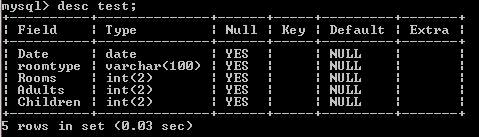 mysql> desc test;
+-----------+--------------+------+-----+---------+-------+
| Field     | Type         | Null | Key | Default | Extra |
+-----------+--------------+------+-----+---------+-------+
| Date      | date         | YES  |     | NULL    |       |
| roomtype  | varchar(100) | YES  |     | NULL    |       |
| Rooms     | int(2)       | YES  |     | NULL    |       |
| Adults    | int(2)       | YES  |     | NULL    |       |
| Children  | int(2)       | YES  |     | NULL    |       |
+-----------+--------------+------+-----+---------+-------+
5 rows in set (0.03 sec)